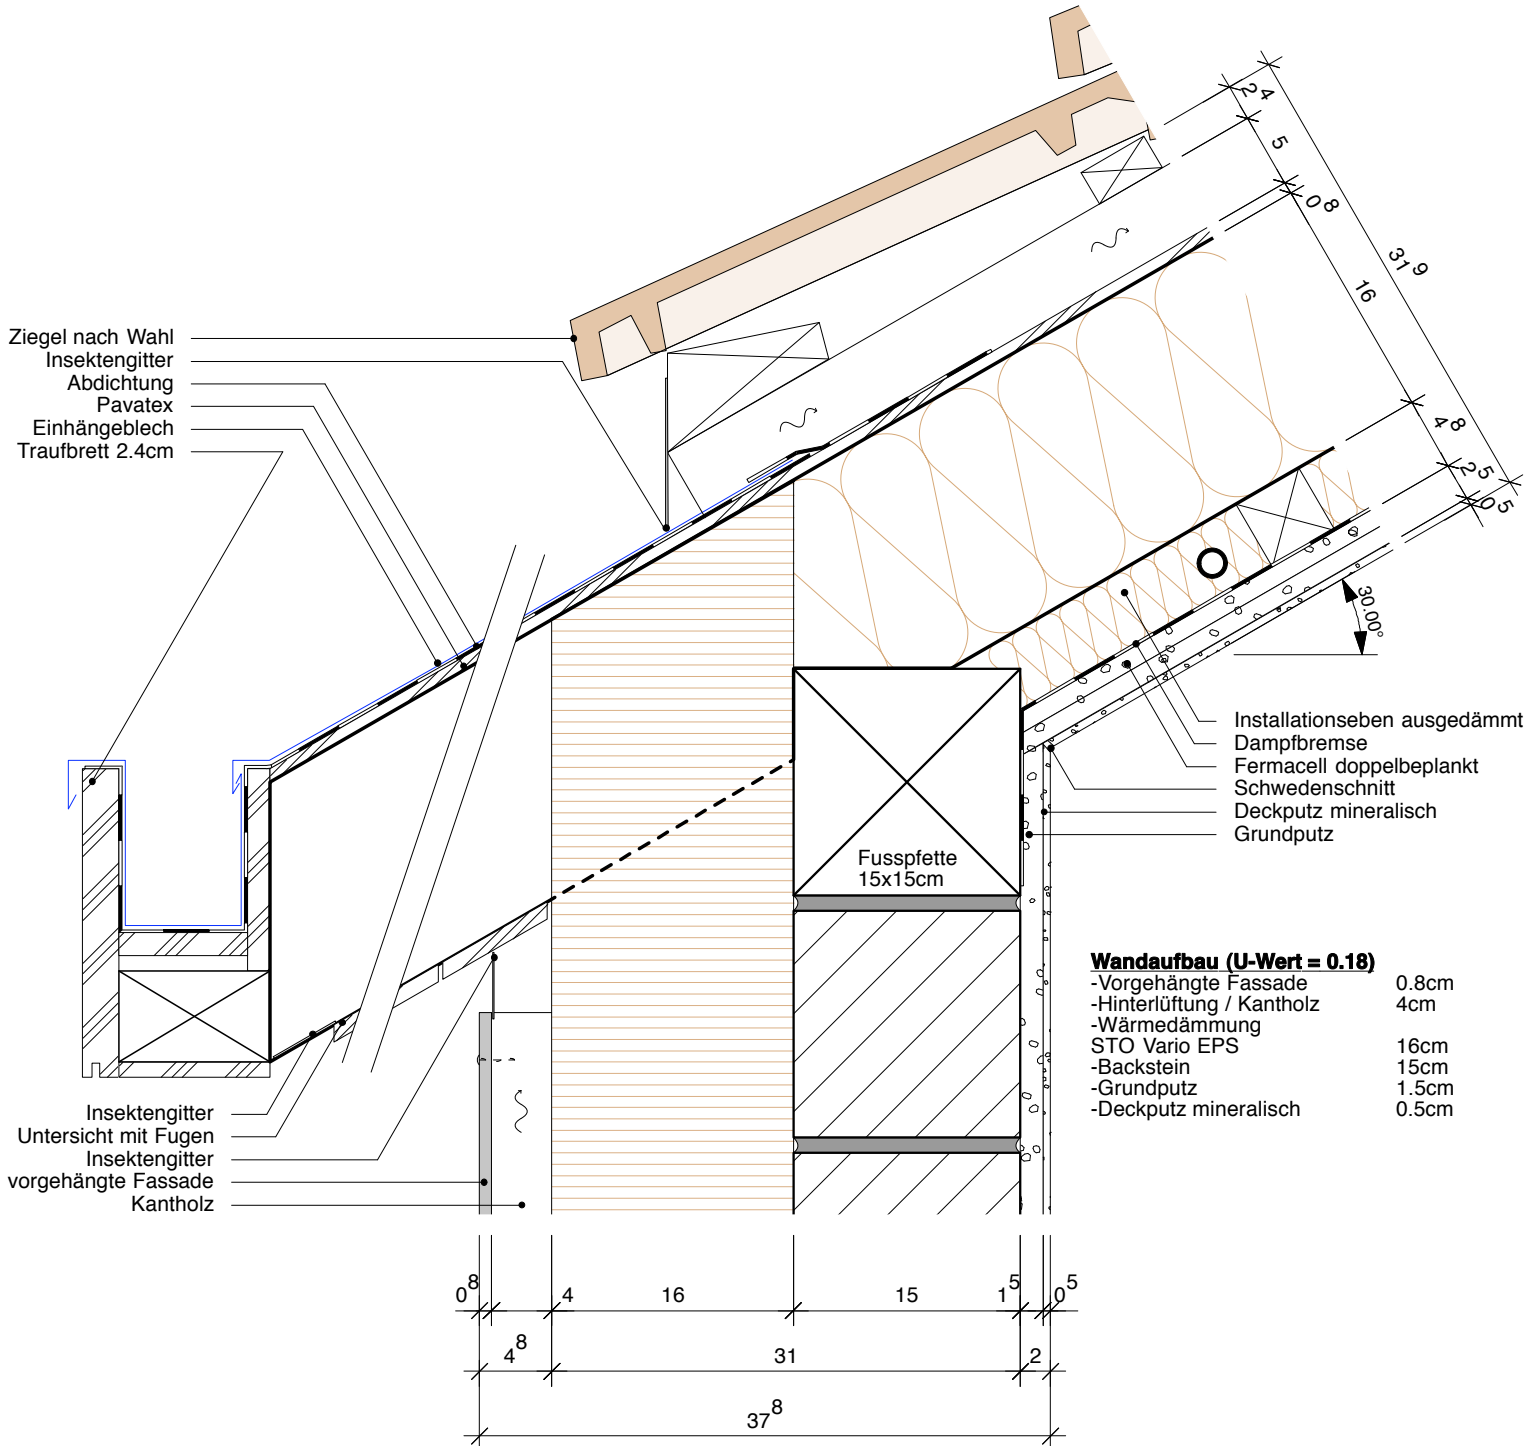 2⁴
5
0⁸
31⁹
16
4⁸
2⁵
0⁵
30.00°
Ziegel nach Wahl
Insektengitter
Abdichtung
Pavatex
Einhängeblech
Traufbrett 2.4cm
Installationseben ausgedämmt
Dampfbremse
Fermacell doppelbeplankt
Schwedenschnitt
Deckputz mineralisch
Grundputz
Fusspfette
15x15cm
Wandaufbau (U-Wert = 0.18)
-Vorgehängte Fassade 0.8cm
-Hinterlüftung / Kantholz 4cm
-Wärmedämmung
STO Vario EPS 16cm
-Backstein 15cm
-Grundputz 1.5cm
-Deckputz mineralisch 0.5cm
Insektengitter
Untersicht mit Fugen
Insektengitter
vorgehängte Fassade
Kantholz
0⁸ 4 16 15 1⁵ 0⁵
4⁸ 31 2
37⁸